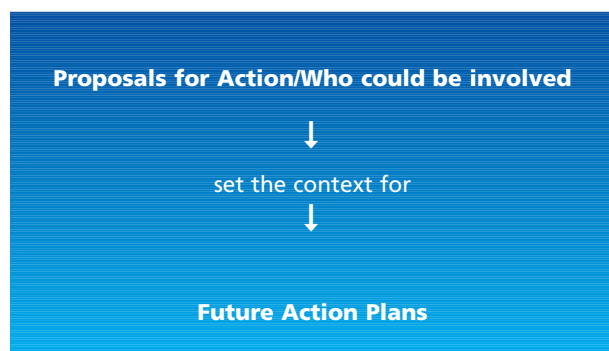 Proposals for Action/Who could be involved
↓
set the context for
↓
Future Action Plans